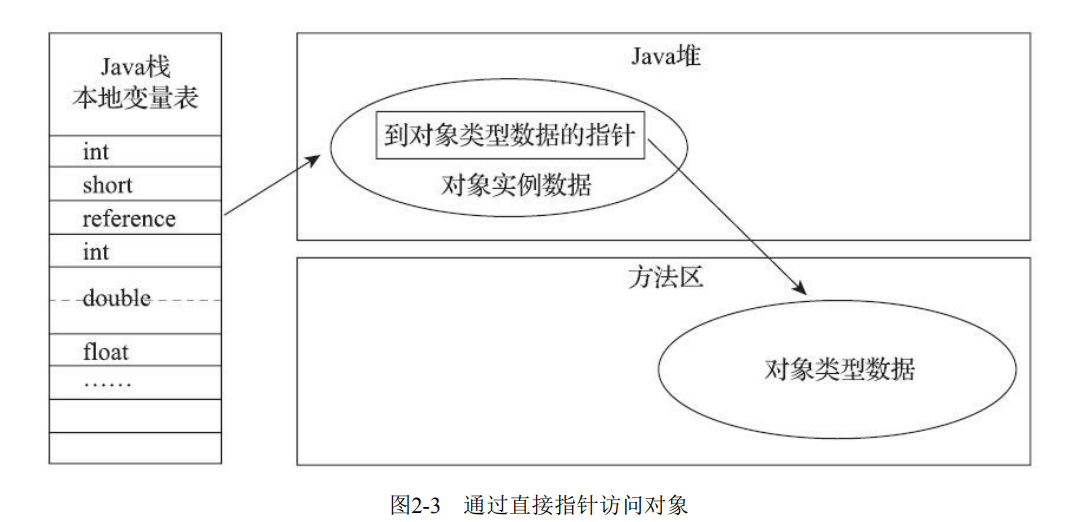 Java栈
本地变量表
int
short
reference
int
double
float
……
Java堆
到对象类型数据的指针
对象实例数据
方法区
对象类型数据
图2-3 通过直接指针访问对象